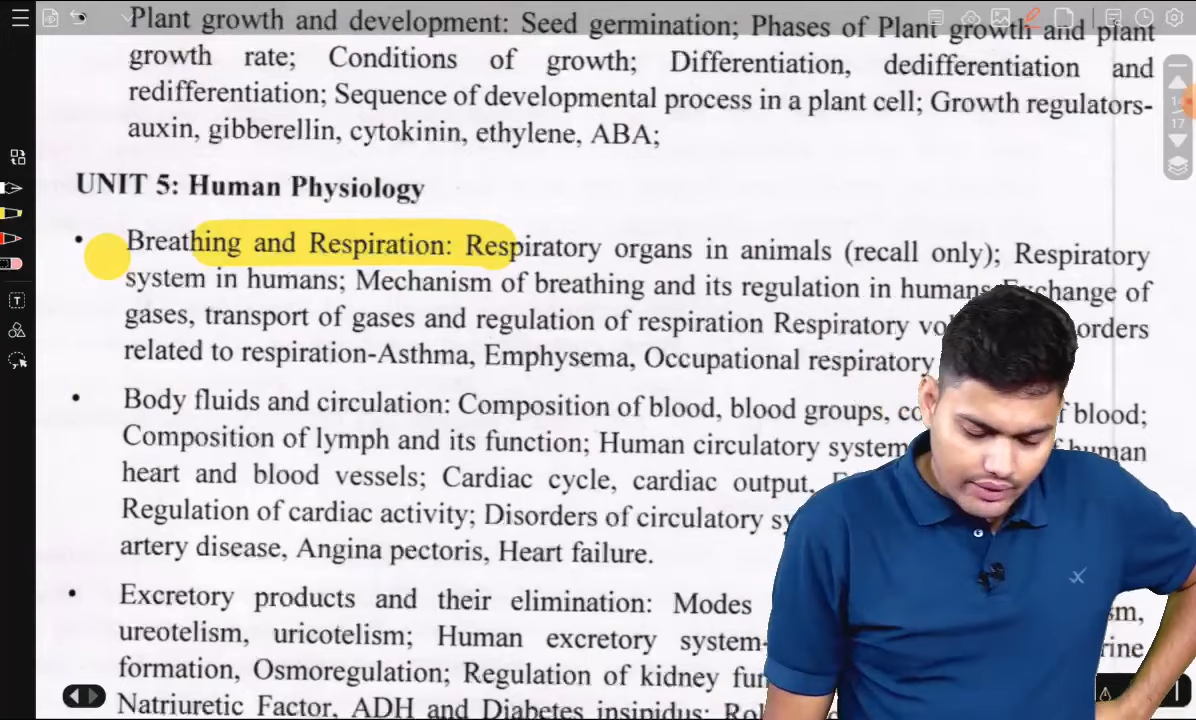 Plant growth and development: Seed germination; Phases of Plant growth and plant
growth rate; Conditions of growth; Differentiation, dedifferentiation and
redifferentiation; Sequence of developmental process in a plant cell; Growth regulators-
auxin, gibberellin, cytokinin, ethylene, ABA;
UNIT 5: Human Physiology
• Breathing and Respiration: Respiratory organs in animals (recall only); Respiratory
system in humans; Mechanism of breathing and its regulation in humans of
gases, transport of gases and regulation of respiration Respiratory
related to respiration-Asthma, Emphysema, Occupational respiratory
• Body fluids and circulation: Composition of blood, blood groups, blood;
Composition of lymph and its function; Human circulatory system human
heart and blood vessels; Cardiac cycle, cardiac output,
Regulation of cardiac activity; Disorders of circulatory
artery disease, Angina pectoris, Heart failure.
• Excretory products and their elimination: Modes
ureotelism, uricotelism; Human excretory system-
formation, Osmoregulation; Regulation of kidney
Natriuretic Factor, ADH and Diabetes insipidus;
17